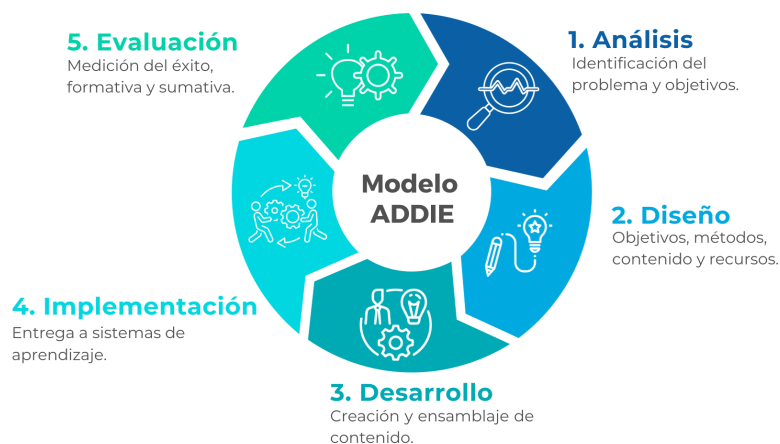 Modelo
ADDIE
1. Análisis
Identificación del
problema y objetivos.
2. Diseño
Objetivos, métodos,
contenido y recursos.
3. Desarrollo
Creación y ensamblaje de
contenido.
4. Implementación
Entrega a sistemas de
aprendizaje.
5. Evaluación
Medición del éxito,
formativa y sumativa.